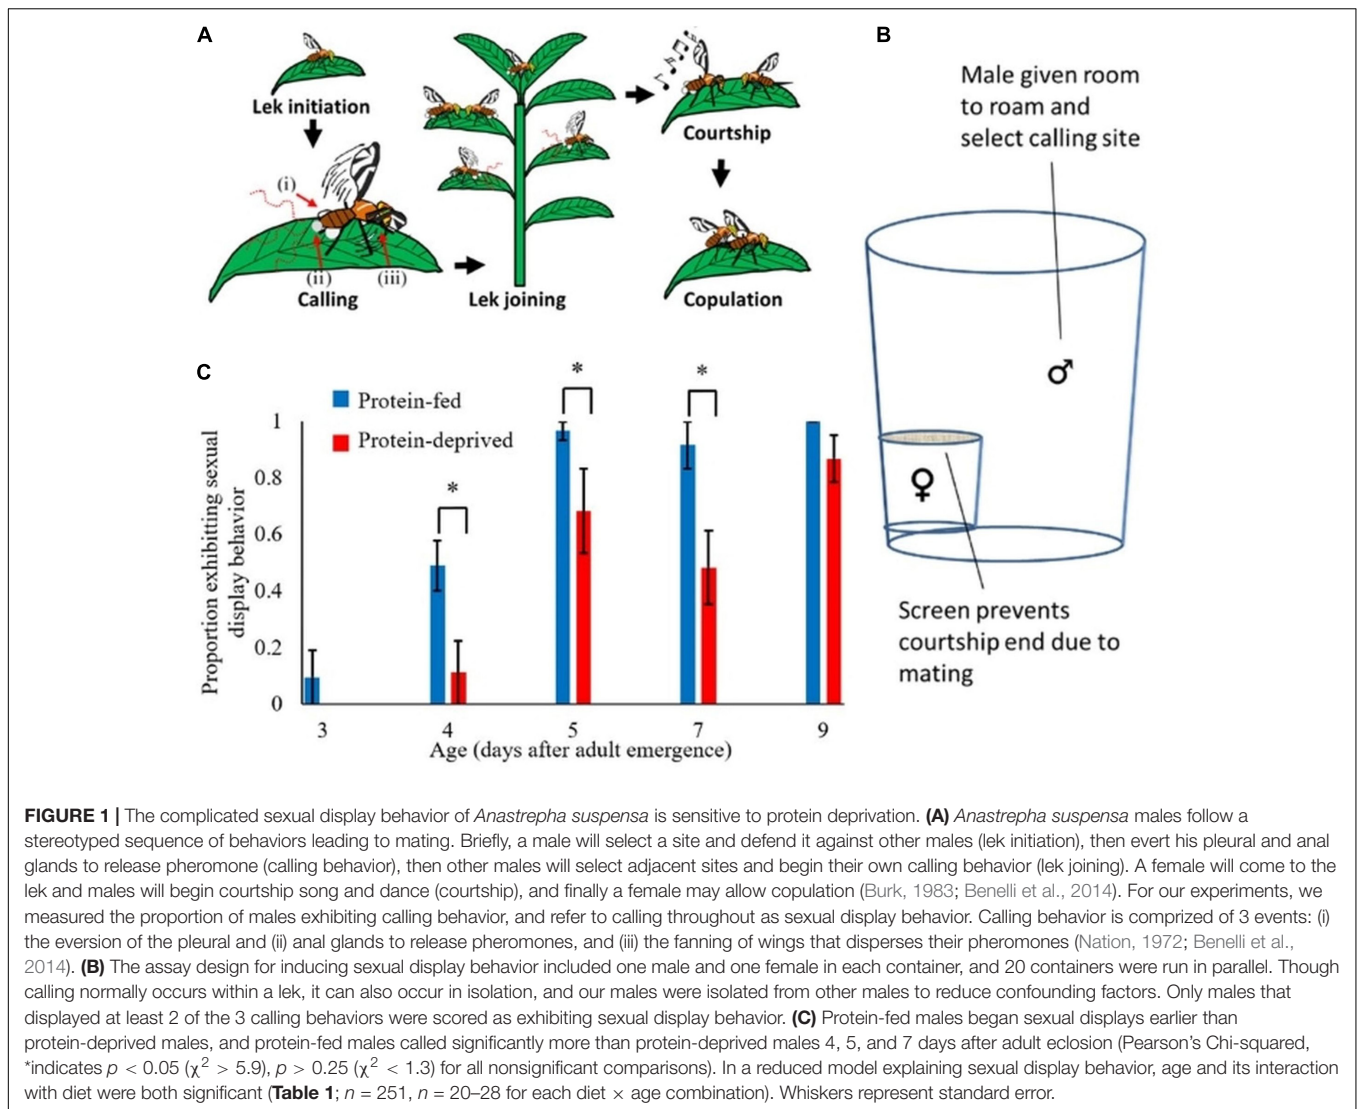 A
Lek initiation
(i)
(ii)
(iii)
Calling
Lek joining
Courtship
Copulation
B
Male given room
to roam and
select calling site
♂
♀
Screen prevents
courtship end due to
mating
C
Protein-fed
Protein-deprived
*
*
*
Proportion exhibiting sexual
display behavior
1
0.8
0.6
0.4
0.2
0
3 4 5 7 9
Age (days after adult emergence)
FIGURE 1 | The complicated sexual display behavior of Anastrepha suspensa is sensitive to protein deprivation. (A) Anastrepha suspensa males follow a
stereotyped sequence of behaviors leading to mating. Briefly, a male will select a site and defend it against other males (lek initiation), then evert his pleural and anal
glands to release pheromone (calling behavior), then other males will select adjacent sites and begin their own calling behavior (lek joining). A female will come to the
lek and males will begin courtship song and dance (courtship), and finally a female may allow copulation (Burk, 1983; Benelli et al., 2014). For our experiments, we
measured the proportion of males exhibiting calling behavior, and refer to calling throughout as sexual display behavior. Calling behavior is comprized of 3 events: (i)
the eversion of the pleural and (ii) anal glands to release pheromones, and (iii) the fanning of wings that disperses their pheromones (Nation, 1972; Benelli et al.,
2014). (B) The assay design for inducing sexual display behavior included one male and one female in each container, and 20 containers were run in parallel. Though
calling normally occurs within a lek, it can also occur in isolation, and our males were isolated from other males to reduce confounding factors. Only males that
displayed at least 2 of the 3 calling behaviors were scored as exhibiting sexual display behavior. (C) Protein-fed males began sexual displays earlier than
protein-deprived males, and protein-fed males called significantly more than protein-deprived males 4, 5, and 7 days after adult eclosion (Pearson's Chi-squared,
*indicates p < 0.05 (χ² > 5.9), p > 0.25 (χ² < 1.3) for all nonsignificant comparisons). In a reduced model explaining sexual display behavior, age and its interaction
with diet were both significant (Table 1; n = 251, n = 20–28 for each diet × age combination). Whiskers represent standard error.